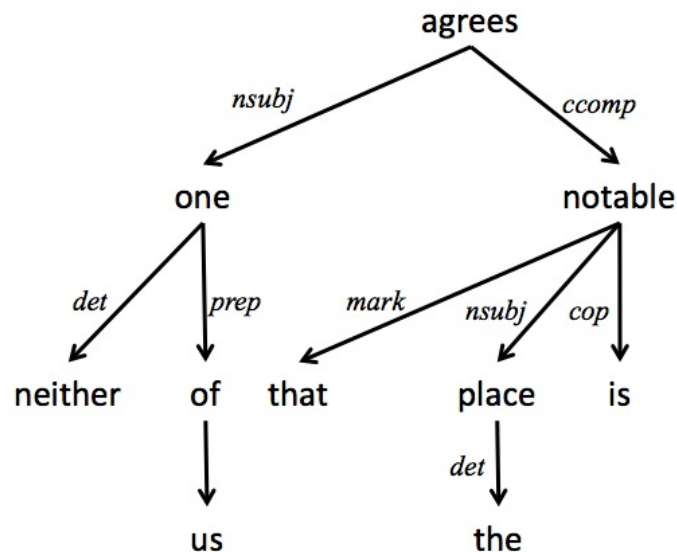 agrees
nsubj ccomp
one notable
det prep mark nsubj cop
neither of that place is
det
us the